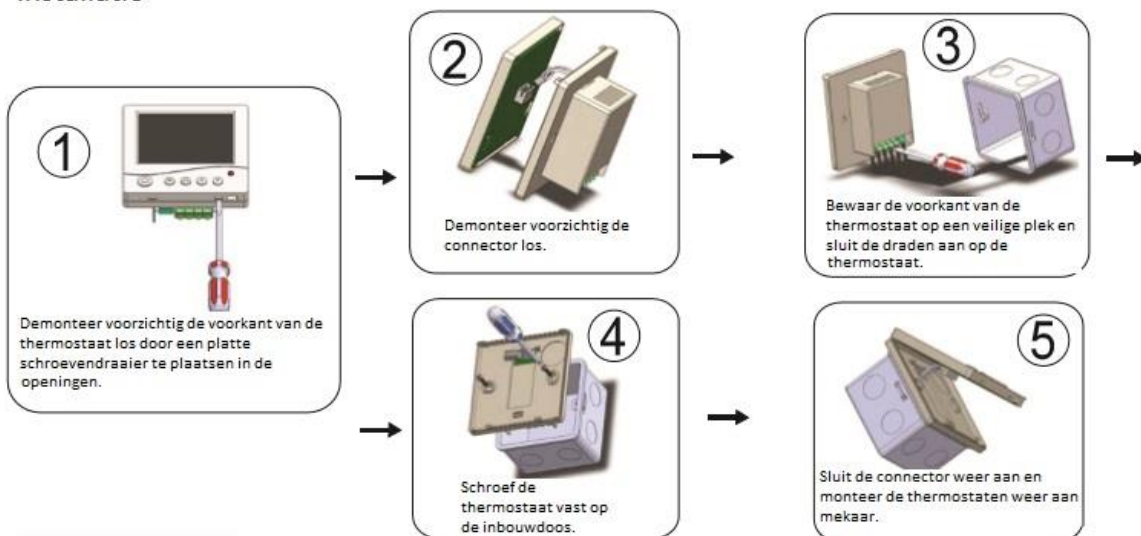 1
Demonteer voorzichtig de voorkant van de
thermostaat los door een platte
schroevendraaier te plaatsen in de
openingen.
2
Demonteer voorzichtig de
connector los.
3
Bewaar de voorkant van de
thermostaat op een veilige plek en
sluit de draden aan op de
thermostaat.
4
Schroef de
thermostaat vast op
de inbouwdoos.
5
Sluit de connector weer aan en
monteer de thermostaten weer aan
mekaar.